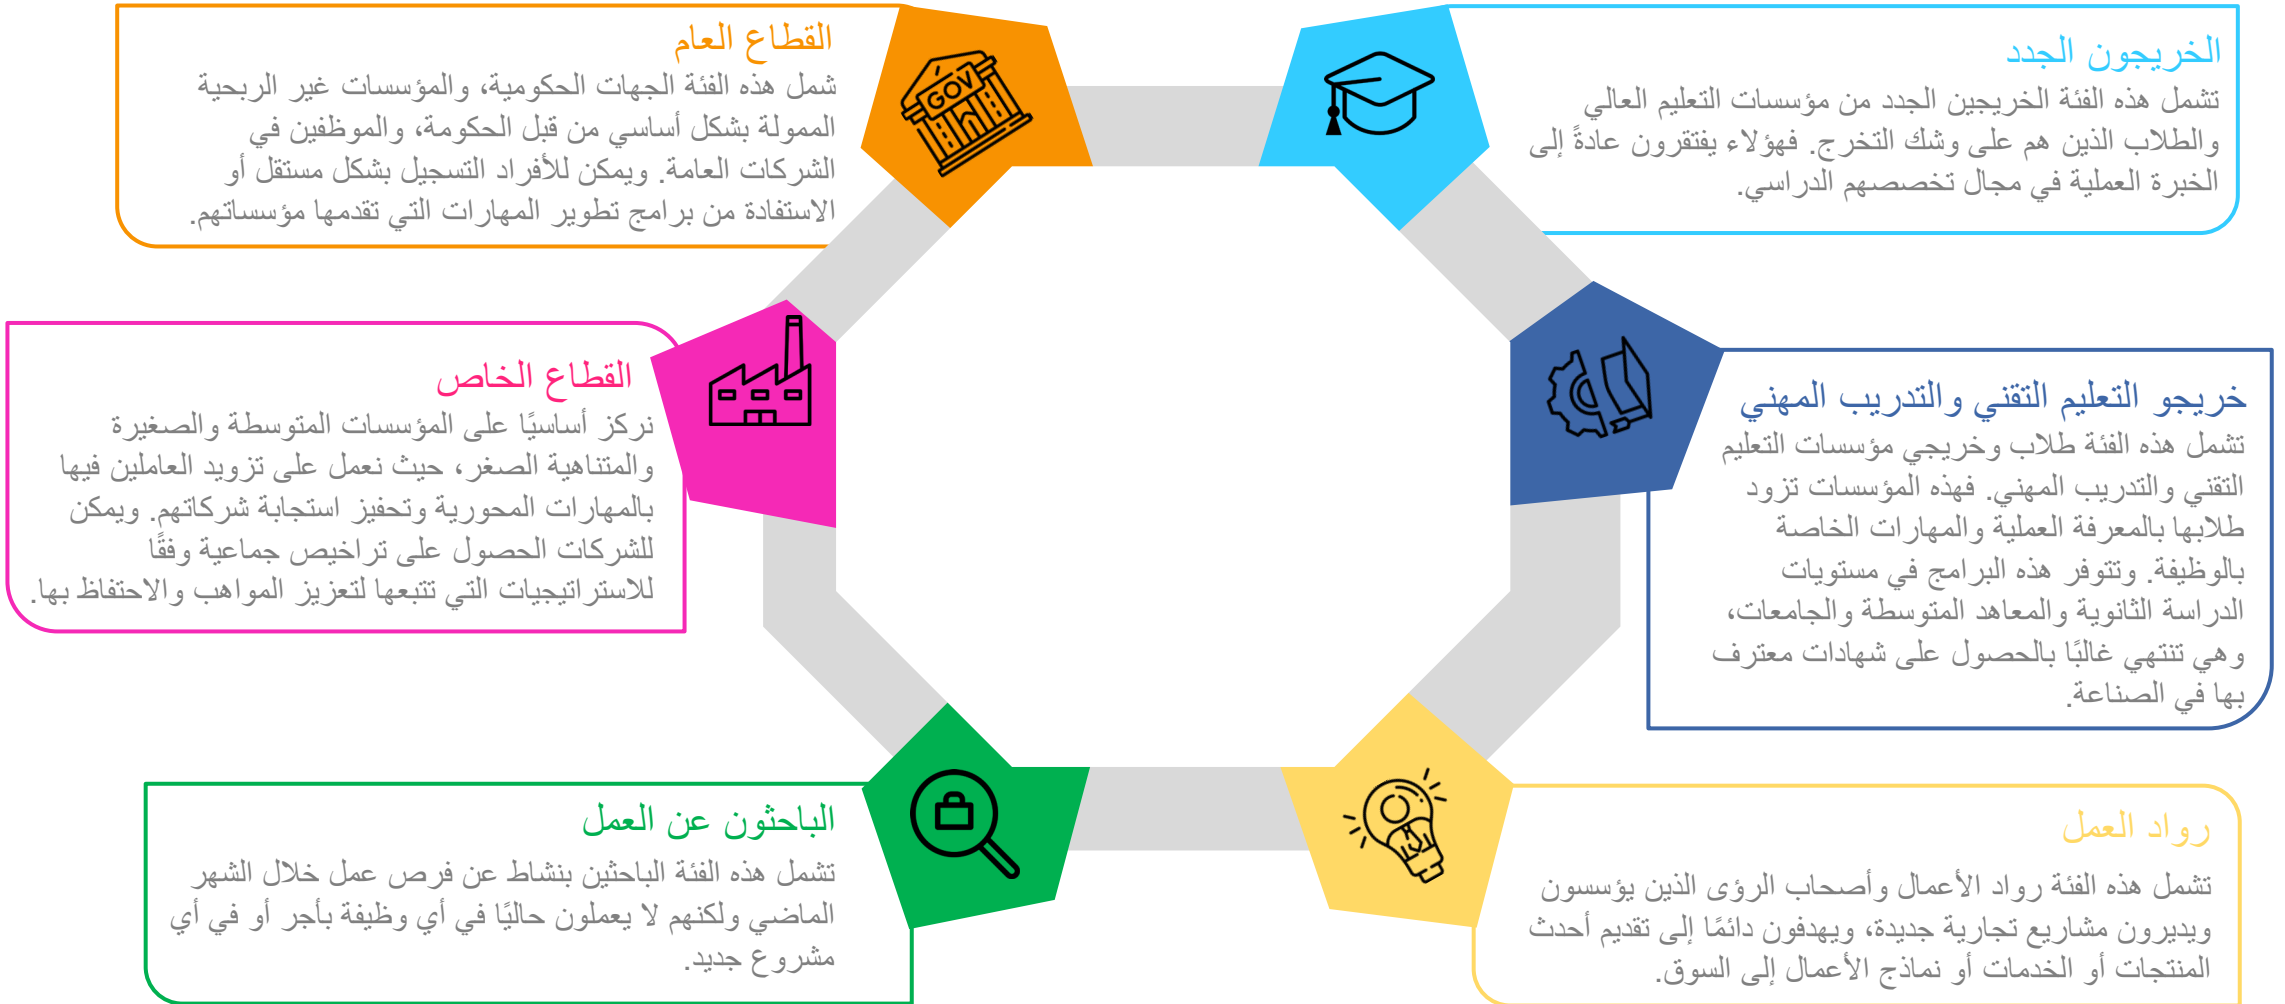 الخريجون الجدد
تشمل هذه الفئة الخريجين الجدد من مؤسسات التعليم العالي
والطلاب الذين هم على وشك التخرج. فهؤلاء يفتقرون عادةً إلى
الخبرة العملية في مجال تخصصهم الدراسي.
خريجو التعليم التقني والتدريب المهني
تشمل هذه الفئة طلاب وخريجي مؤسسات التعليم
التقني والتدريب المهني. فهذه المؤسسات تزود
طلابها بالمعرفة العملية والمهارات الخاصة
بالوظيفة. وتتوفر هذه البرامج في مستويات
الدراسة الثانوية والمعاهد المتوسطة والجامعات،
وهي تنتهي غالبًا بالحصول على شهادات معترف
بها في الصناعة.
رواد العمل
تشمل هذه الفئة رواد الأعمال وأصحاب الرؤى الذين يؤسسون
ويديرون مشاريع تجارية جديدة، ويهدفون دائمًا إلى تقديم أحدث
المنتجات أو الخدمات أو نماذج الأعمال إلى السوق.
القطاع العام
شمل هذه الفئة الجهات الحكومية، والمؤسسات غير الربحية
الممولة بشكل أساسي من قبل الحكومة، والموظفين في
الشركات العامة. ويمكن للأفراد التسجيل بشكل مستقل أو
الاستفادة من برامج تطوير المهارات التي تقدمها مؤسساتهم.
GOV
القطاع الخاص
نركز أساسيًا على المؤسسات المتوسطة والصغيرة
والمتناهية الصغر، حيث نعمل على تزويد العاملين فيها
بالمهارات المحورية وتحفيز استجابة شركاتهم. ويمكن
للشركات الحصول على تراخيص جماعية وفقًا
للاستراتيجيات التي تتبعها لتعزيز المواهب والاحتفاظ بها.
الباحثون عن العمل
تشمل هذه الفئة الباحثين بنشاط عن فرص عمل خلال الشهر
الماضي ولكنهم لا يعملون حاليًا في أي وظيفة بأجر أو في أي
مشروع جديد.